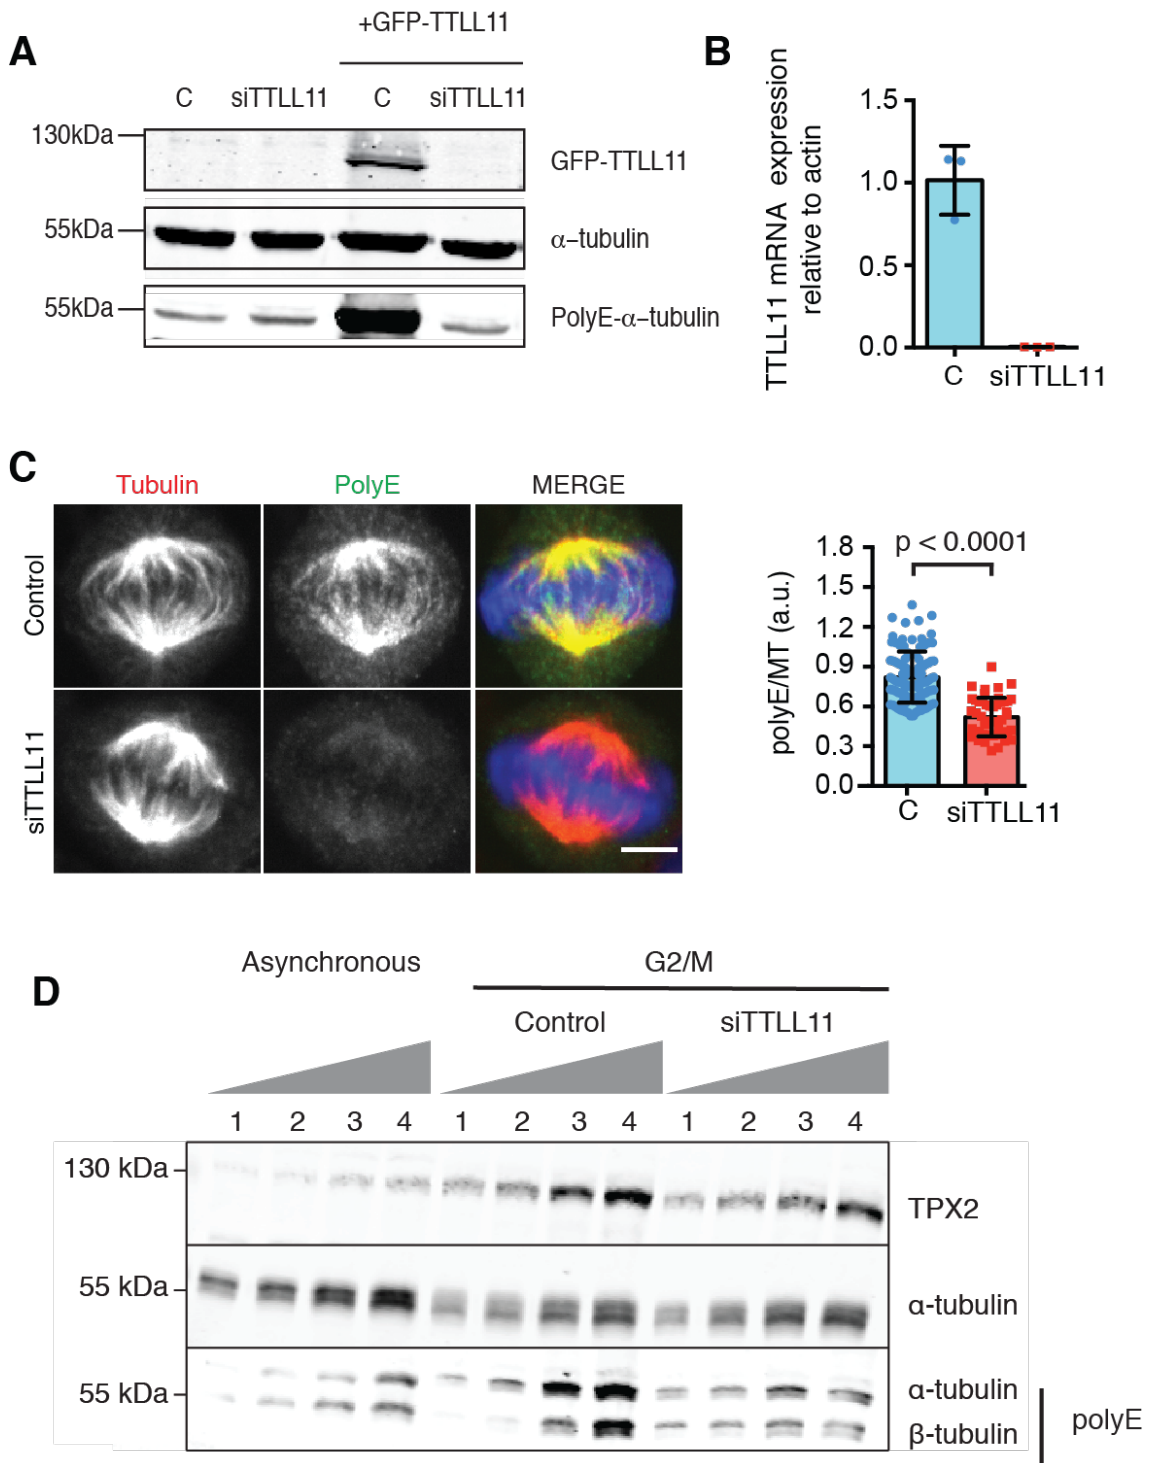 A
+GFP-TTLL11
C siTTLL11 C siTTLL11
130kDa
GFP-TTLL11
55kDa
α–tubulin
55kDa
PolyE-α–tubulin
B
TTLL11 mRNA expression
relative to actin
1.5
1.0
0.5
0.0
C siTTLL11
C
Tubulin PolyE MERGE
Control
siTTLL11
polyE/MT (a.u.)
p < 0.0001
1.8
1.5
1.2
0.9
0.6
0.3
0.0
C siTTLL11
D
Asynchronous G2/M
Control siTTLL11
1 2 3 4 1 2 3 4 1 2 3 4
130 kDa
TPX2
55 kDa
α-tubulin
55 kDa
α-tubulin
β-tubulin
polyE